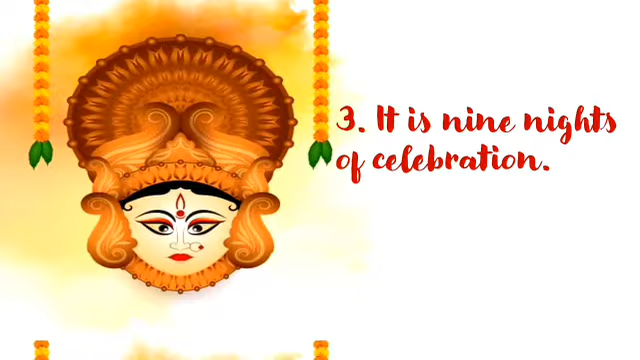 3. It is nine nights
of celebration.